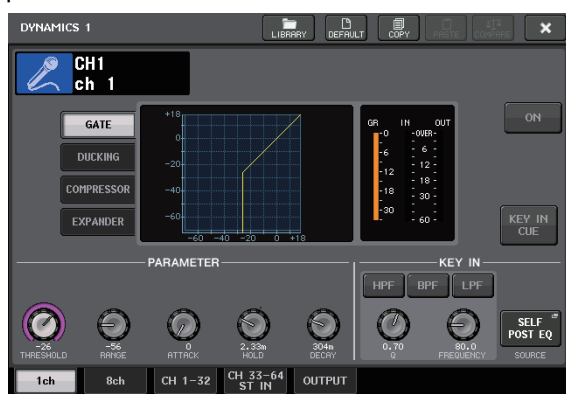 DYNAMICS 1
LIBRARY DEFAULT COPY PASTE COMPARE
CH1
ch 1
GATE
DUCKING
COMPRESSOR
EXPANDER
+18
0
-20
-40
-60
-60 -40 -20 0 +18
GR IN OUT
0 -OVER-
6 6
12 12
18 18
30 30
60
ON
KEY IN
CUE
PARAMETER
KEY IN
HPF BPF LPF
-26 -56 0 2.33m 304m
THRESHOLD RANGE ATTACK HOLD DECAY
0.70 80.0
Q FREQUENCY
SELF
POST EQ
SOURCE
1ch 8ch CH 1-32 CH 33-64
ST IN OUTPUT